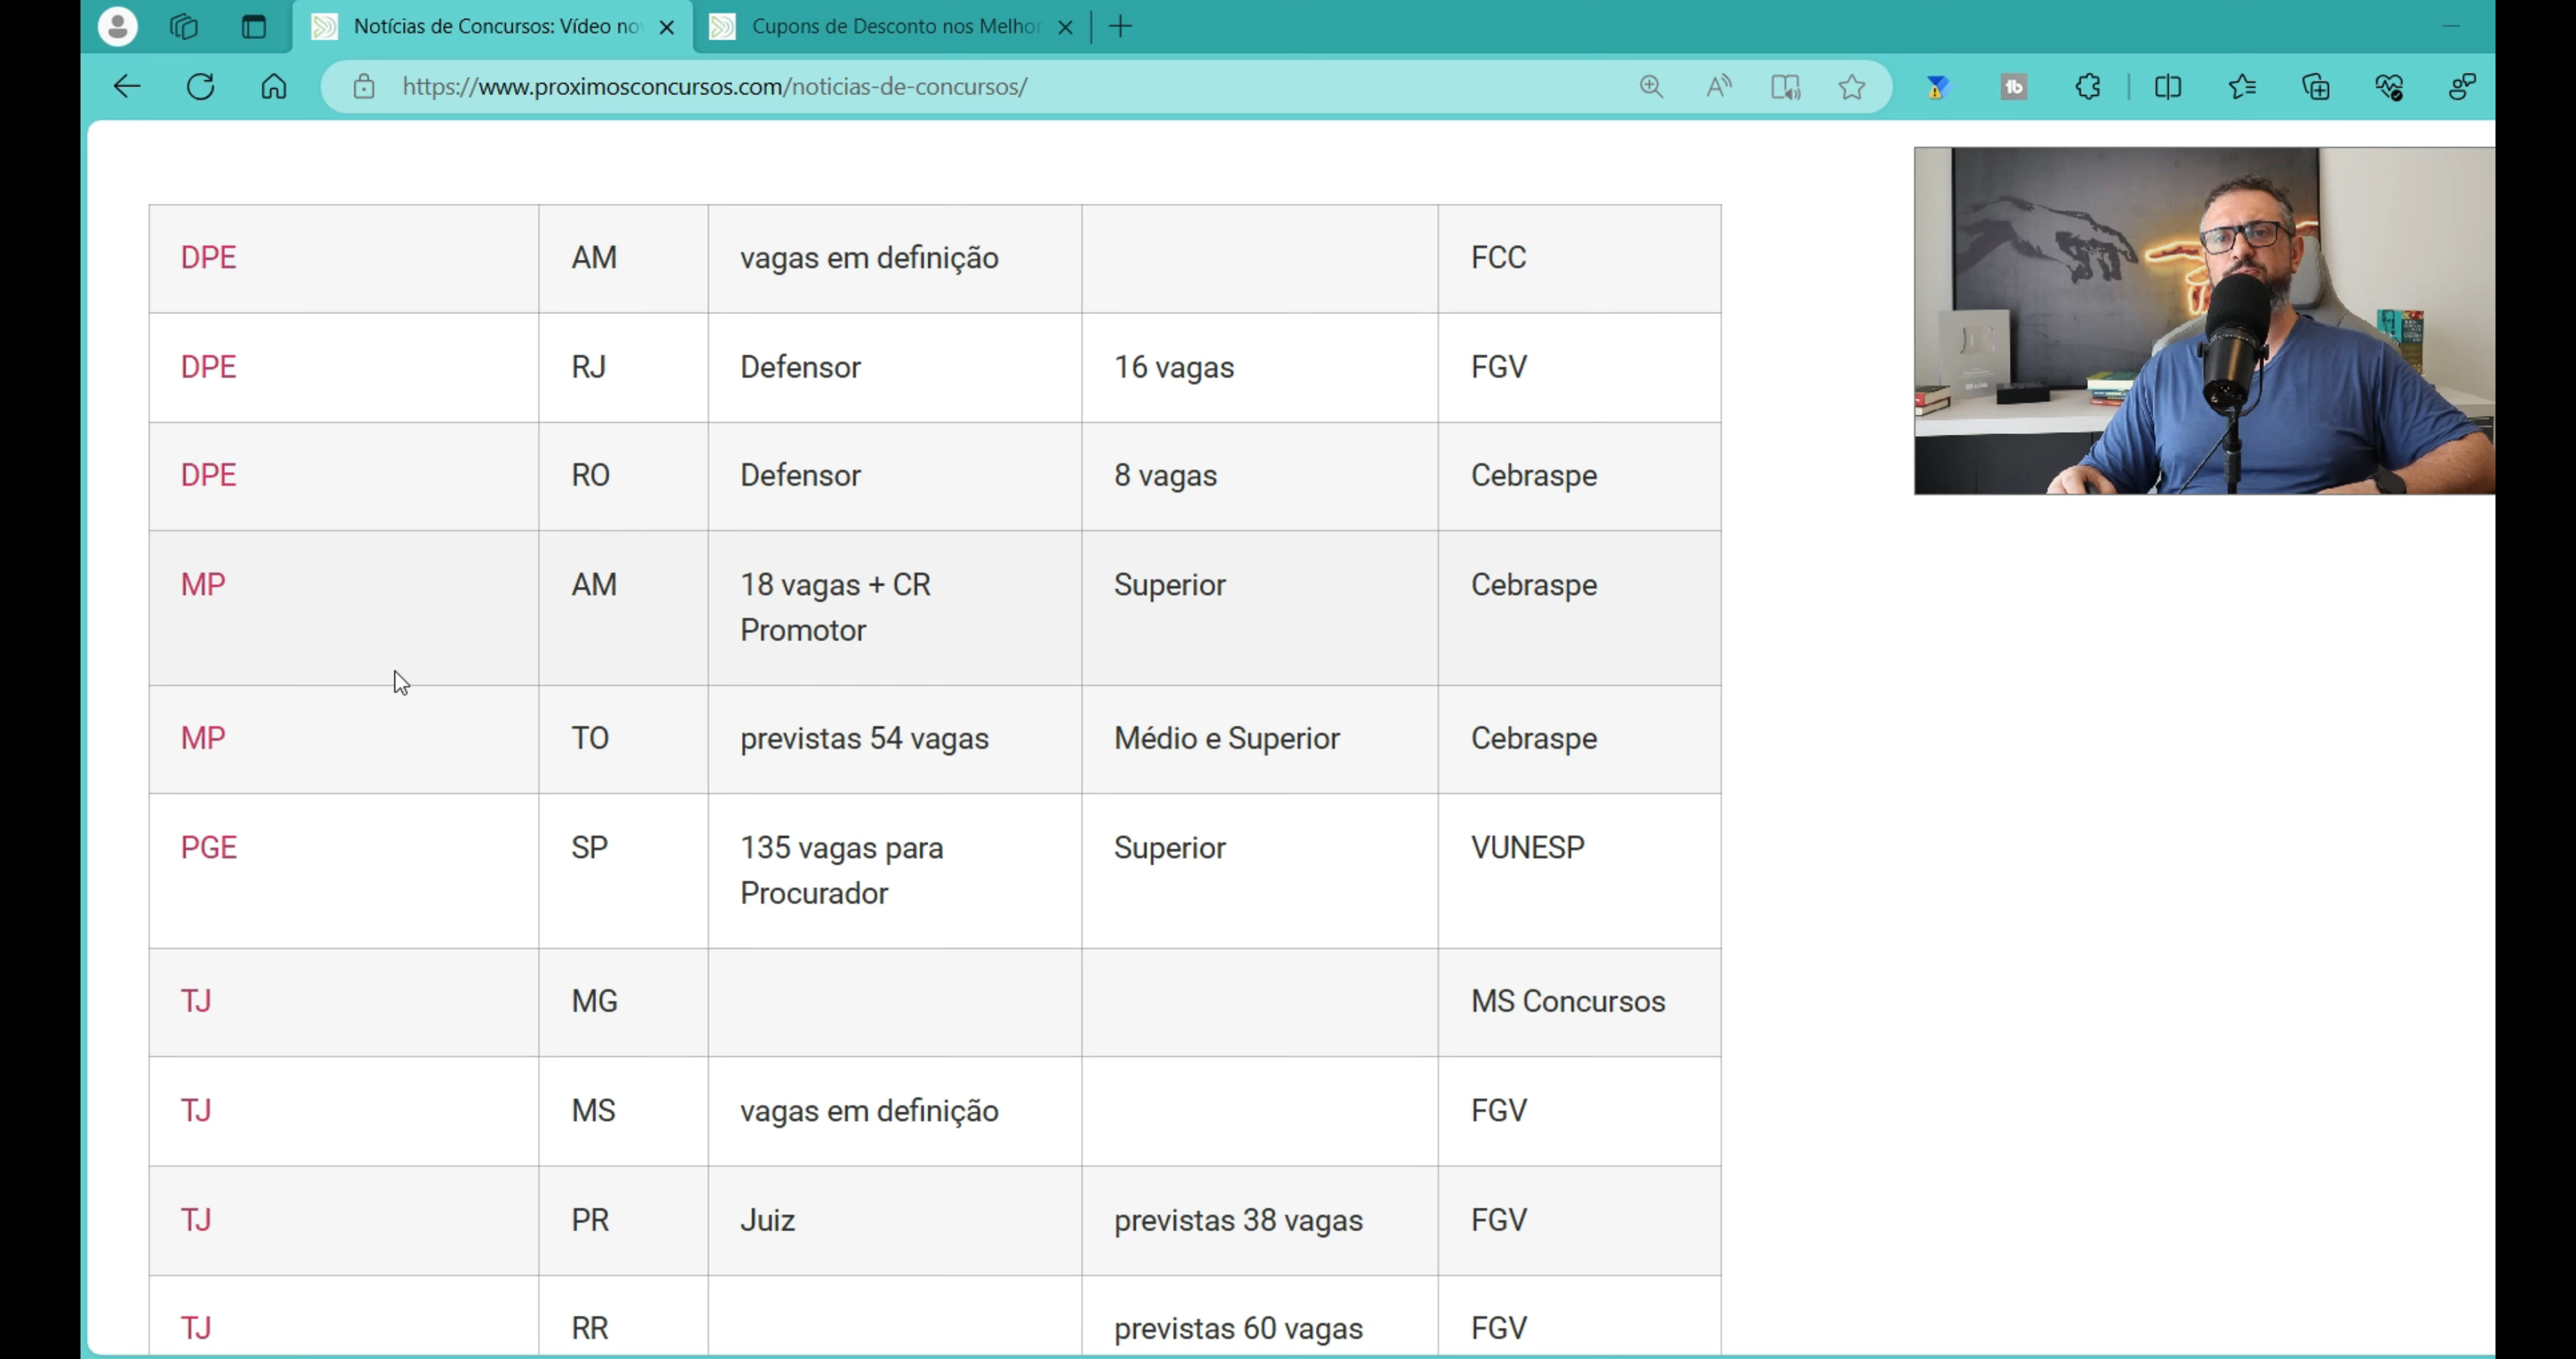 Notícias de Concursos: Vídeo no
Cupons de Desconto nos Melhor
https://www.proximosconcursos.com/noticias-de-concursos/
DPE AM vagas em definição FCC
DPE RJ Defensor 16 vagas FGV
DPE RO Defensor 8 vagas Cebraspe
MP AM 18 vagas + CR Superior Cebraspe
Promotor
MP TO previstas 54 vagas Médio e Superior Cebraspe
PGE SP 135 vagas para Superior VUNESP
Procurador
TJ MG MS Concursos
TJ MS vagas em definição FGV
TJ PR Juiz previstas 38 vagas FGV
TJ RR previstas 60 vagas FGV